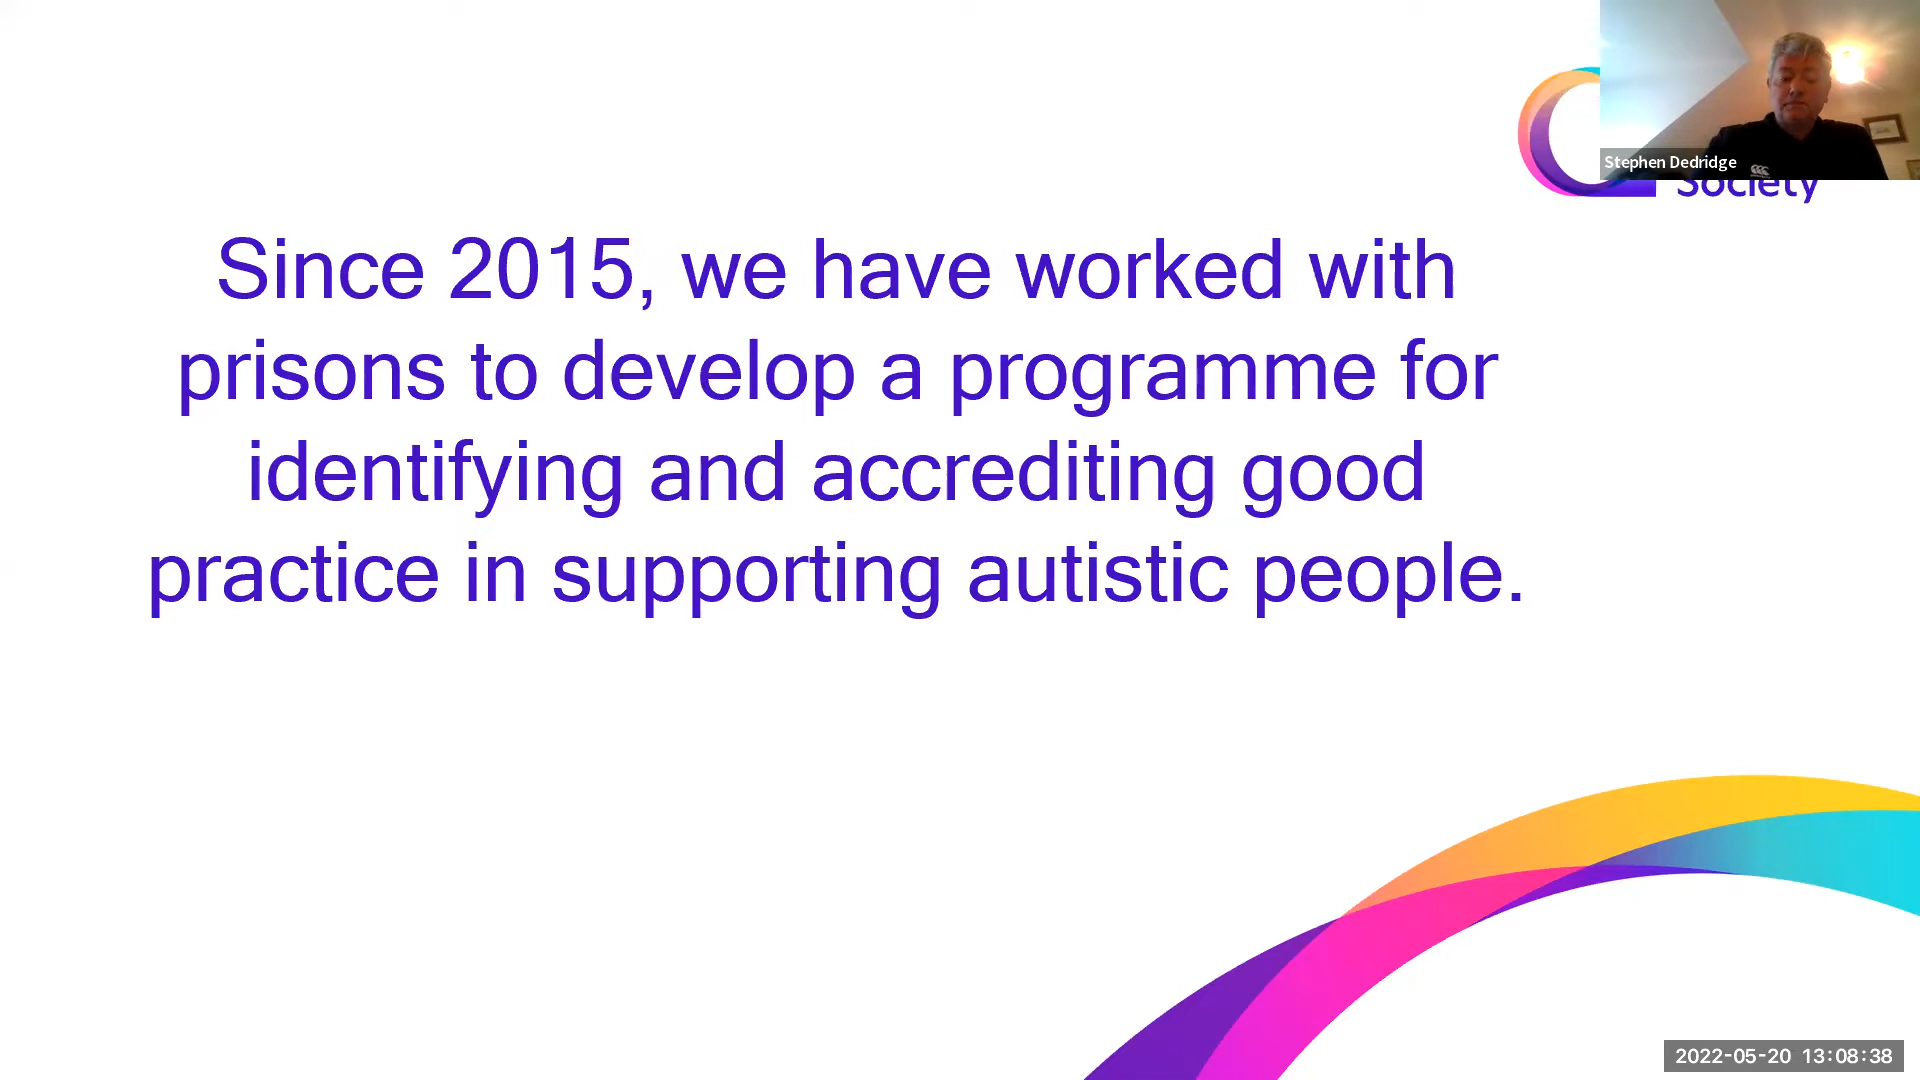 Stephen Dedridge
Society
Since 2015, we have worked with
prisons to develop a programme for
identifying and accrediting good
practice in supporting autistic people.
2022-05-20 13:08:38